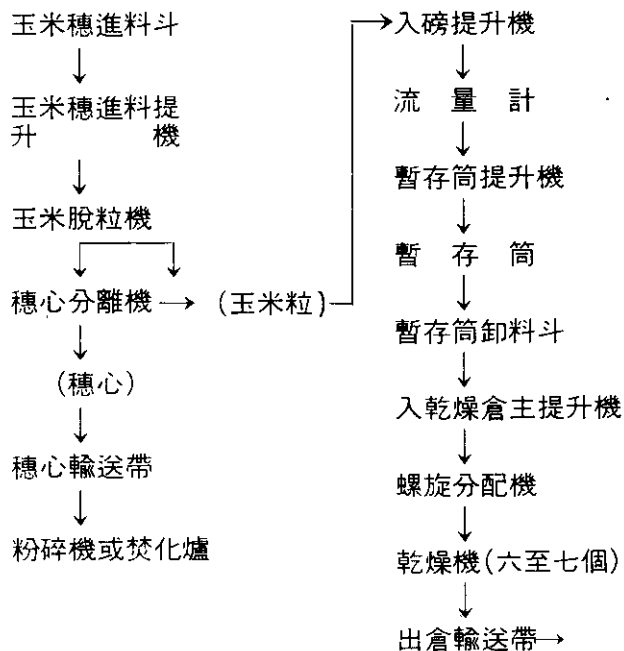 玉米穗進料斗
玉米穗進料提
升機
玉米脫粒機
穗心分離機
(玉米粒)
(穗心)
穗心輸送帶
粉碎機或焚化爐
入磅提升機
流量計
暫存筒提升機
暫存筒
暫存筒卸料斗
入乾燥倉主提升機
螺旋分配機
乾燥機(六至七個)
出倉輸送帶